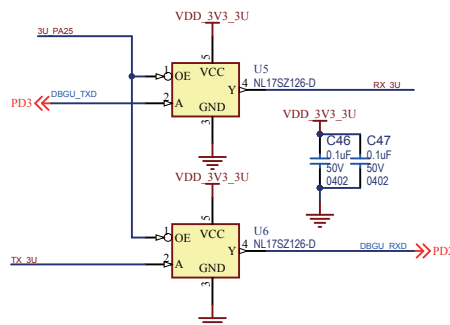 VDD_3V3_3U
3U_PA25
5
U5
1
OE
VCC
NL17SZ126-D
4
Y
RX_3U
PD3
DBGU_TXD
2
A
GND
3
VDD_3V3_3U
C46
C47
0.1uF
0.1uF
50V
50V
0402
0402
VDD_3V3_3U
5
U6
1
OE
VCC
NL17SZ126-D
4
Y
DBGU_RXD
TX_3U
2
A
GND
3